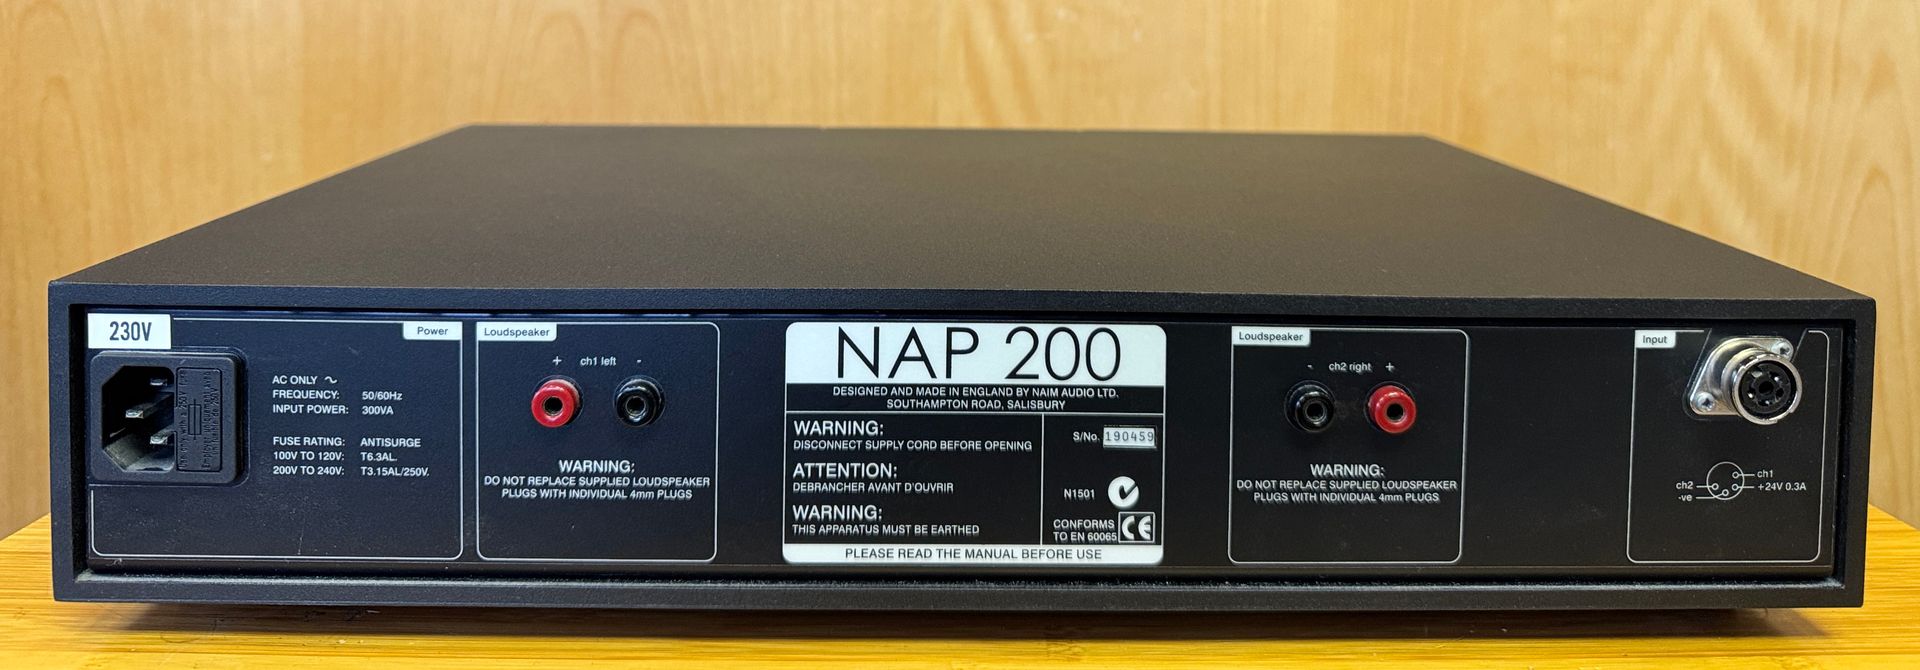 230V
Power
AC ONLY
FREQUENCY: 50/60Hz
INPUT POWER: 300VA
FUSE RATING: ANTISURGE
100V TO 120V: T6.3AL.
200V TO 240V: T3.15AL/250V.
Loudspeaker
+ ch1 left -
WARNING:
DO NOT REPLACE SUPPLIED LOUDSPEAKER
PLUGS WITH INDIVIDUAL 4mm PLUGS
NAP 200
DESIGNED AND MADE IN ENGLAND BY NAIM AUDIO LTD.
SOUTHAMPTON ROAD, SALISBURY
WARNING:
DISCONNECT SUPPLY CORD BEFORE OPENING
ATTENTION:
DEBRANCHER AVANT D'OUVRIR
WARNING:
THIS APPARATUS MUST BE EARTHED
S/No. 190459
N1501
CONFORMS
TO EN 60065
CE
PLEASE READ THE MANUAL BEFORE USE
Loudspeaker
- ch2 right +
WARNING:
DO NOT REPLACE SUPPLIED LOUDSPEAKER
PLUGS WITH INDIVIDUAL 4mm PLUGS
Input
ch1
ch2
+24V 0.3A
-ve